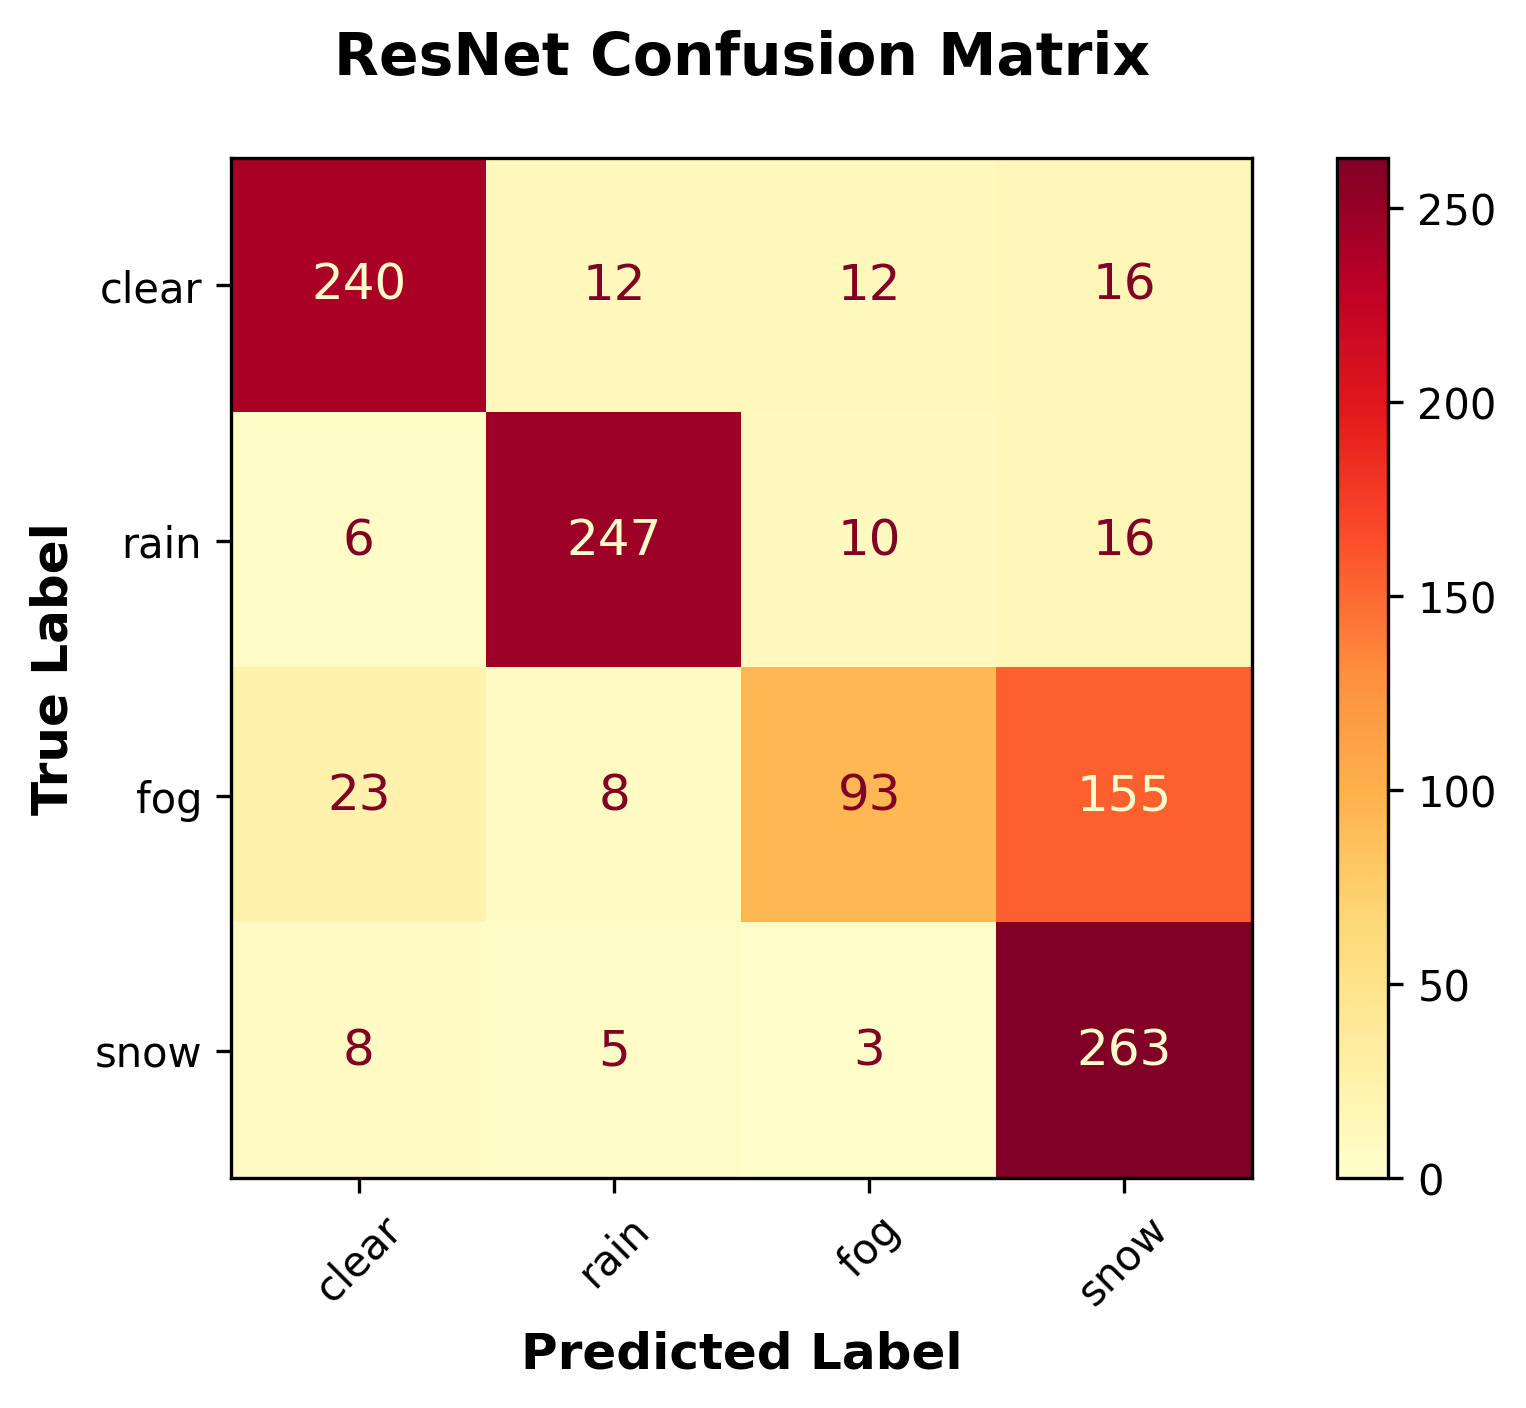 ResNet Confusion Matrix
True Label
clear 240 12 12 16
rain 6 247 10 16
fog 23 8 93 155
snow 8 5 3 263
clear rain fog snow
Predicted Label
250
200
150
100
50
0